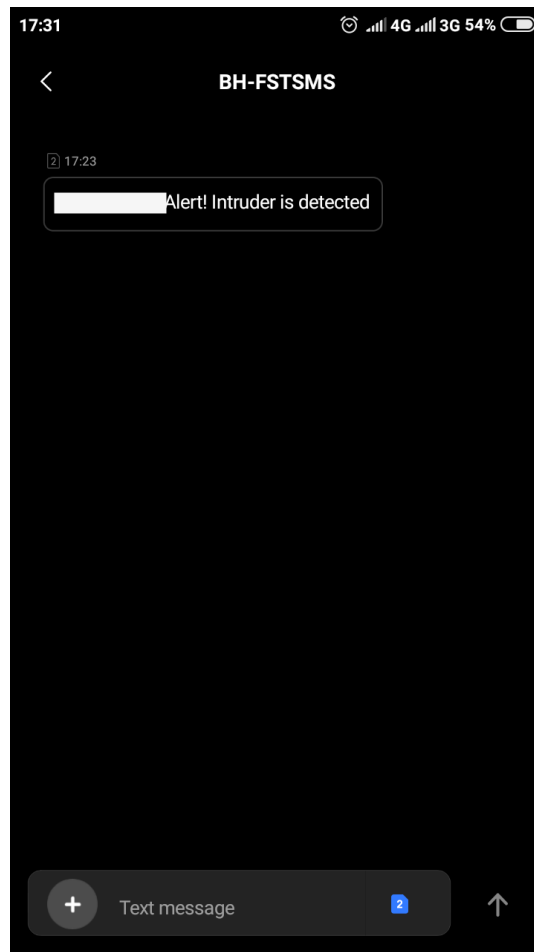 17:31 4G 3G 54%
BH-FSTSMS
2 17:23
Alert! Intruder is detected
Text message 2